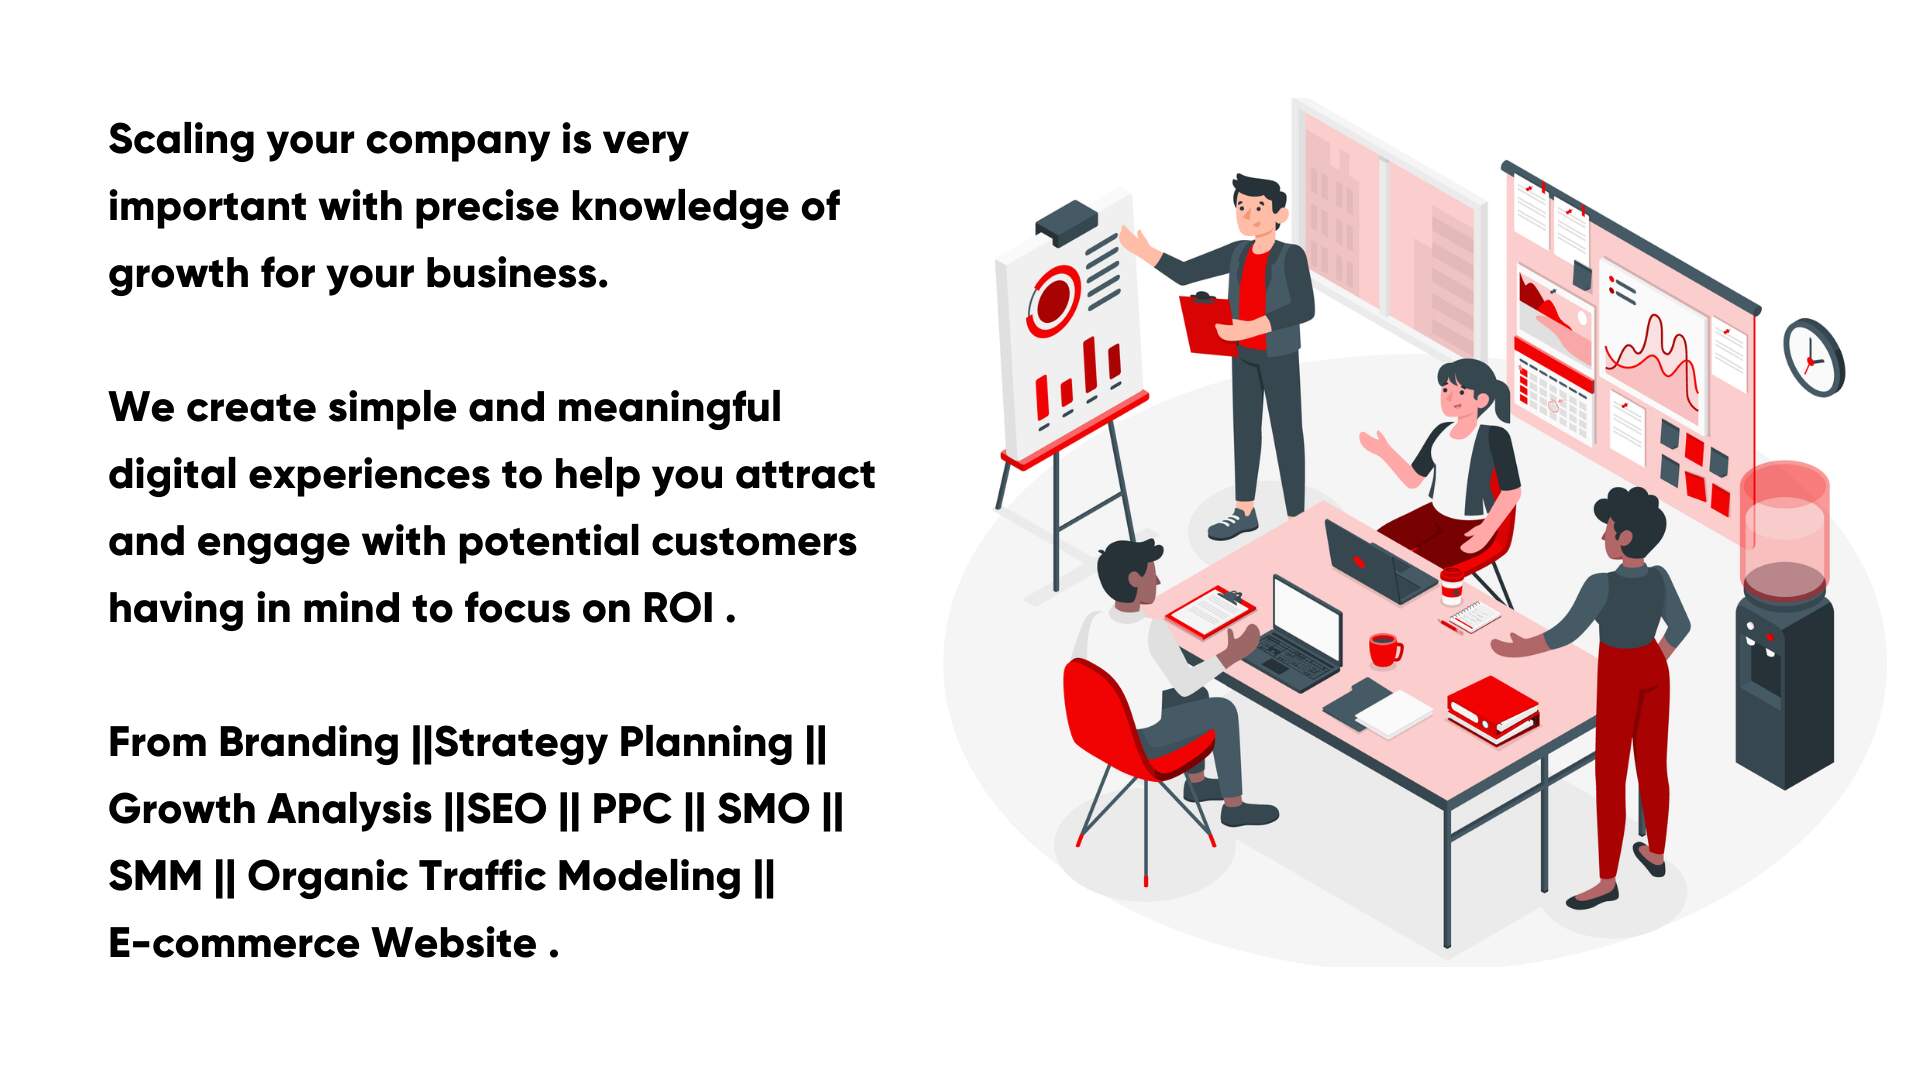 Scaling your company is very
important with precise knowledge of
growth for your business.
We create simple and meaningful
digital experiences to help you attract
and engage with potential customers
having in mind to focus on ROI .
From Branding ||Strategy Planning ||
Growth Analysis ||SEO || PPC || SMO ||
SMM || Organic Traffic Modeling ||
E-commerce Website .